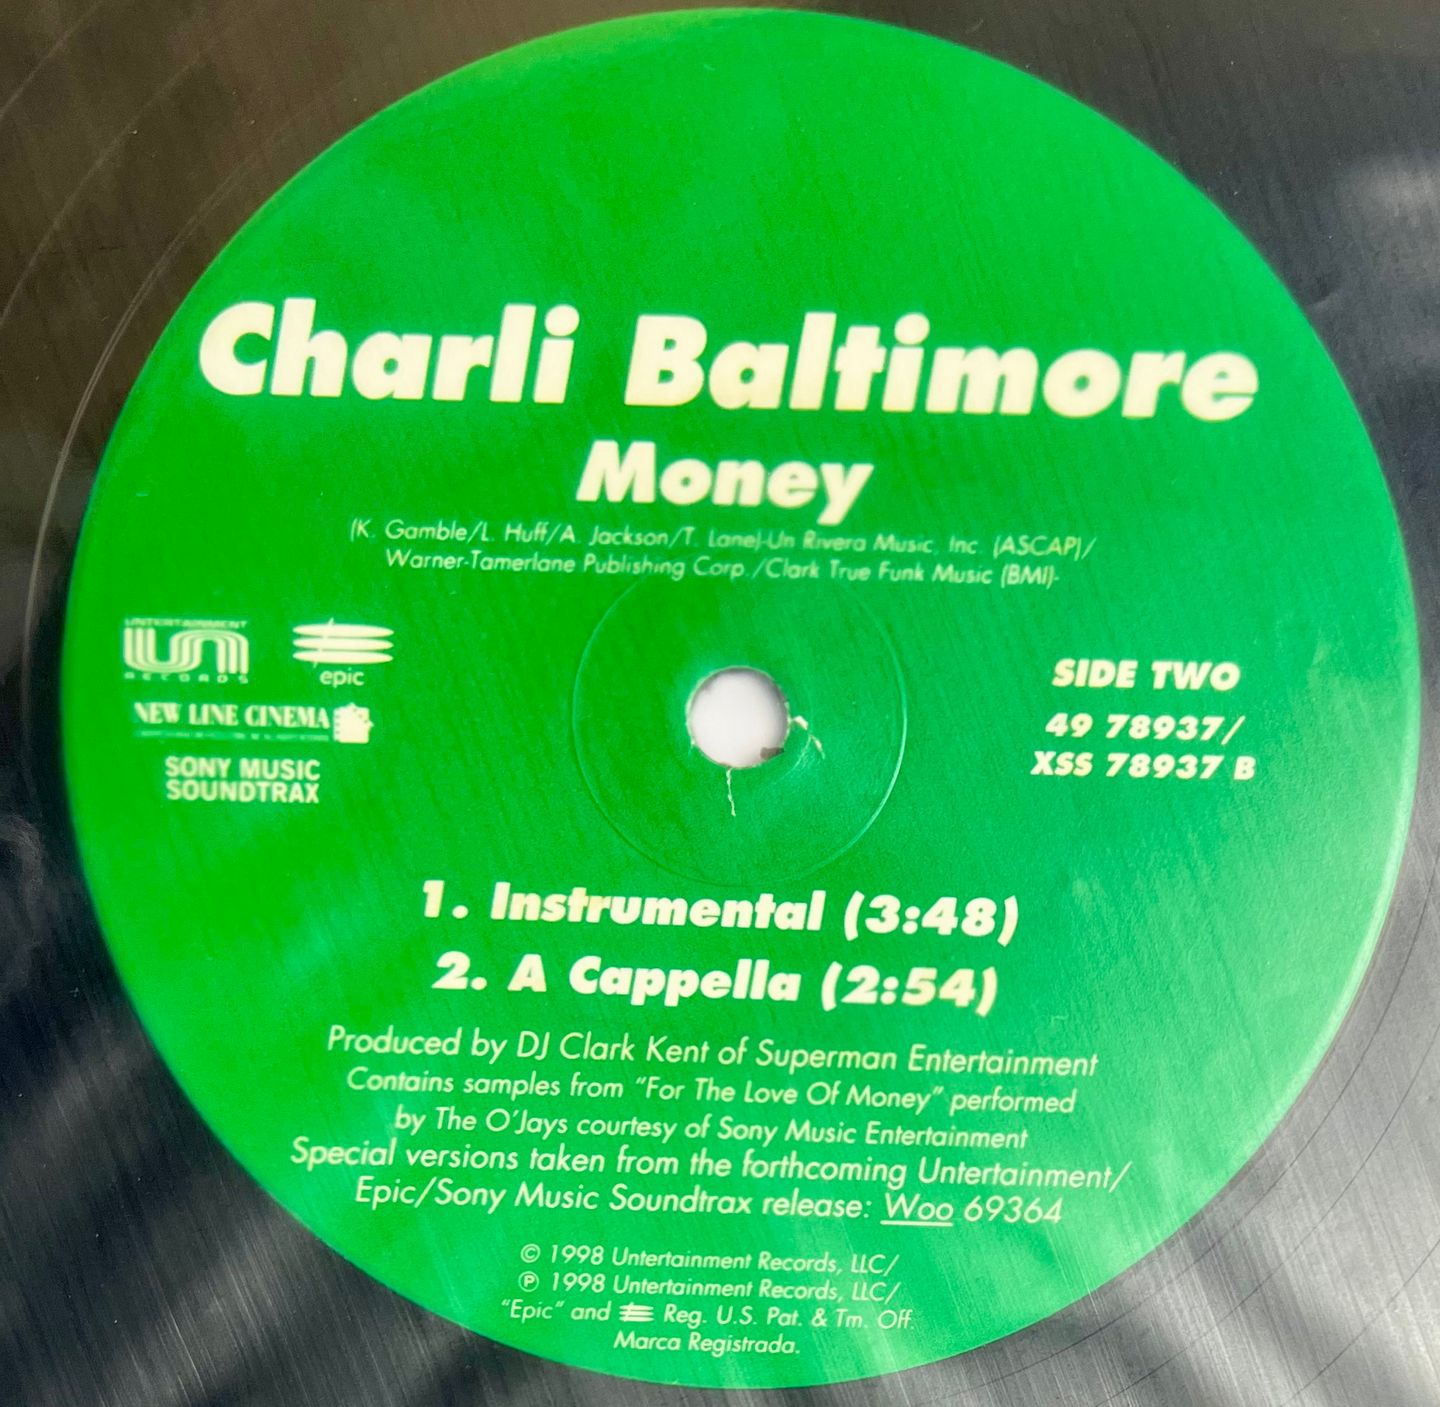 Charli Baltimore
Money
(K. Gamble/L. Huff/A. Jackson/T. Lane)-Un Rivera Music, Inc. (ASCAP)/
Warner-Tamerlane Publishing Corp./Clark True Funk Music (BMI)-
UNTERTAINMENT
un
RECORDS
epic
NEW LINE CINEMA
SONY MUSIC
SOUNDTRAX
SIDE TWO
49 78937/
XSS 78937 B
1. Instrumental (3:48)
2. A Cappella (2:54)
Produced by DJ Clark Kent of Superman Entertainment
Contains samples from "For The Love Of Money" performed
by The O'Jays courtesy of Sony Music Entertainment
Special versions taken from the forthcoming Untertainment/
Epic/Sony Music Soundtrax release: Woo 69364
© 1998 Untertainment Records, LLC/
℗ 1998 Untertainment Records, LLC/
"Epic" and Reg. U.S. Pat. & Tm. Off.
Marca Registrada.